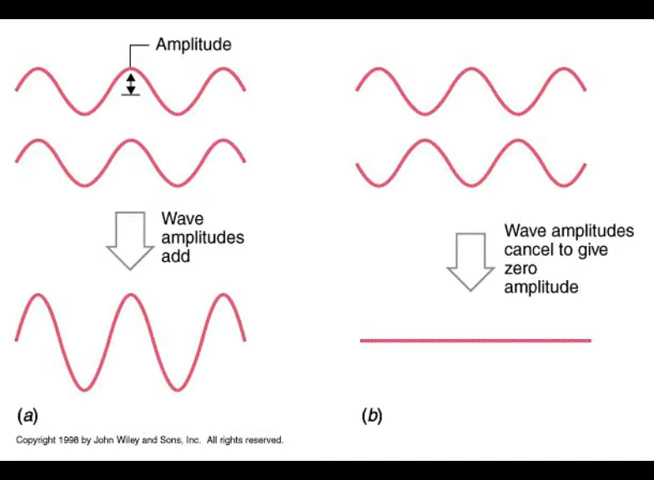 Amplitude
Wave
amplitudes
add
(a)
Wave amplitudes
cancel to give
zero
amplitude
(b)
Copyright 1998 by John Wiley and Sons, Inc. All rights reserved.